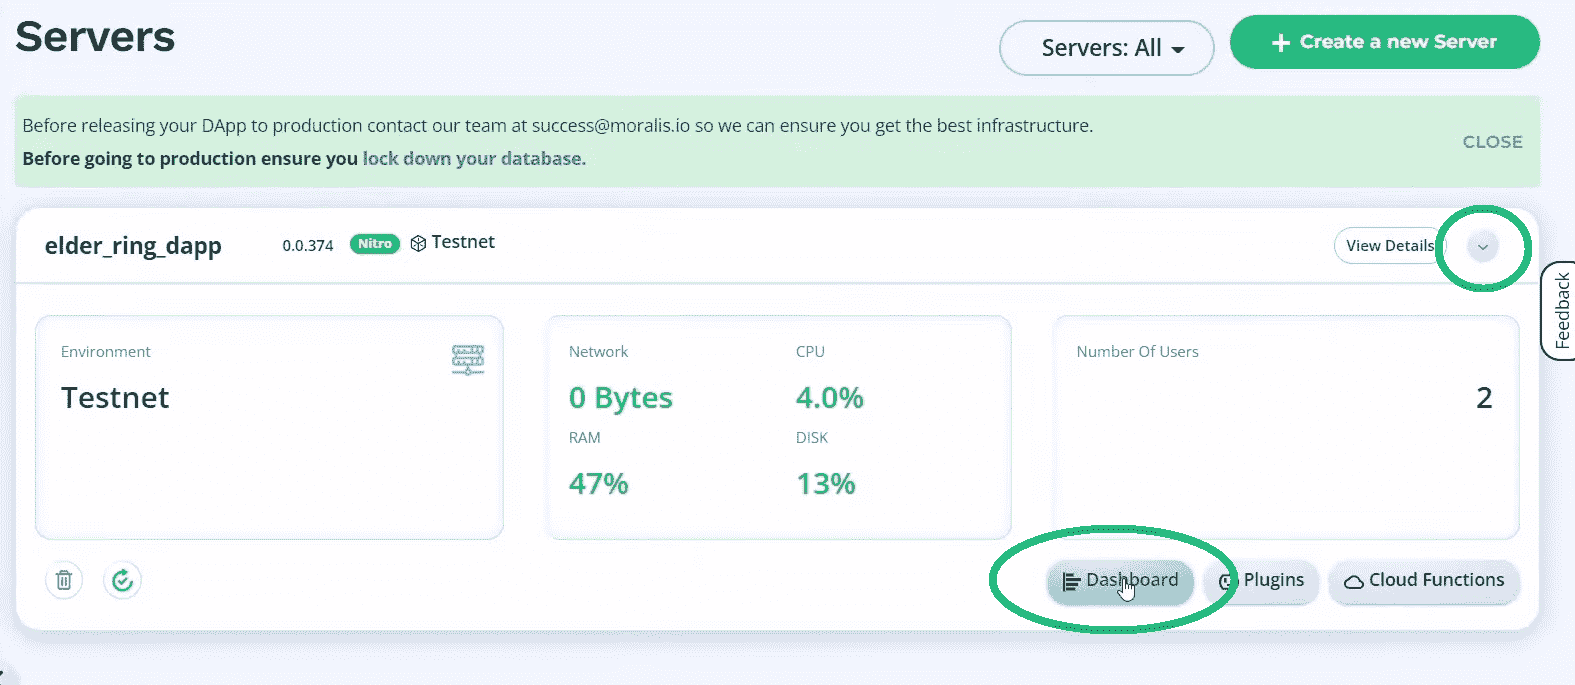 Servers
Servers: All
+ Create a new Server
Before releasing your DApp to production contact our team at success@moralis.io so we can ensure you get the best infrastructure.
Before going to production ensure you lock down your database.
CLOSE
elder_ring_dapp 0.0.374 Nitro Testnet
View Details
Feedback
Environment
Testnet
Network CPU
0 Bytes 4.0%
RAM DISK
47% 13%
Number Of Users
2
Dashboard Plugins Cloud Functions